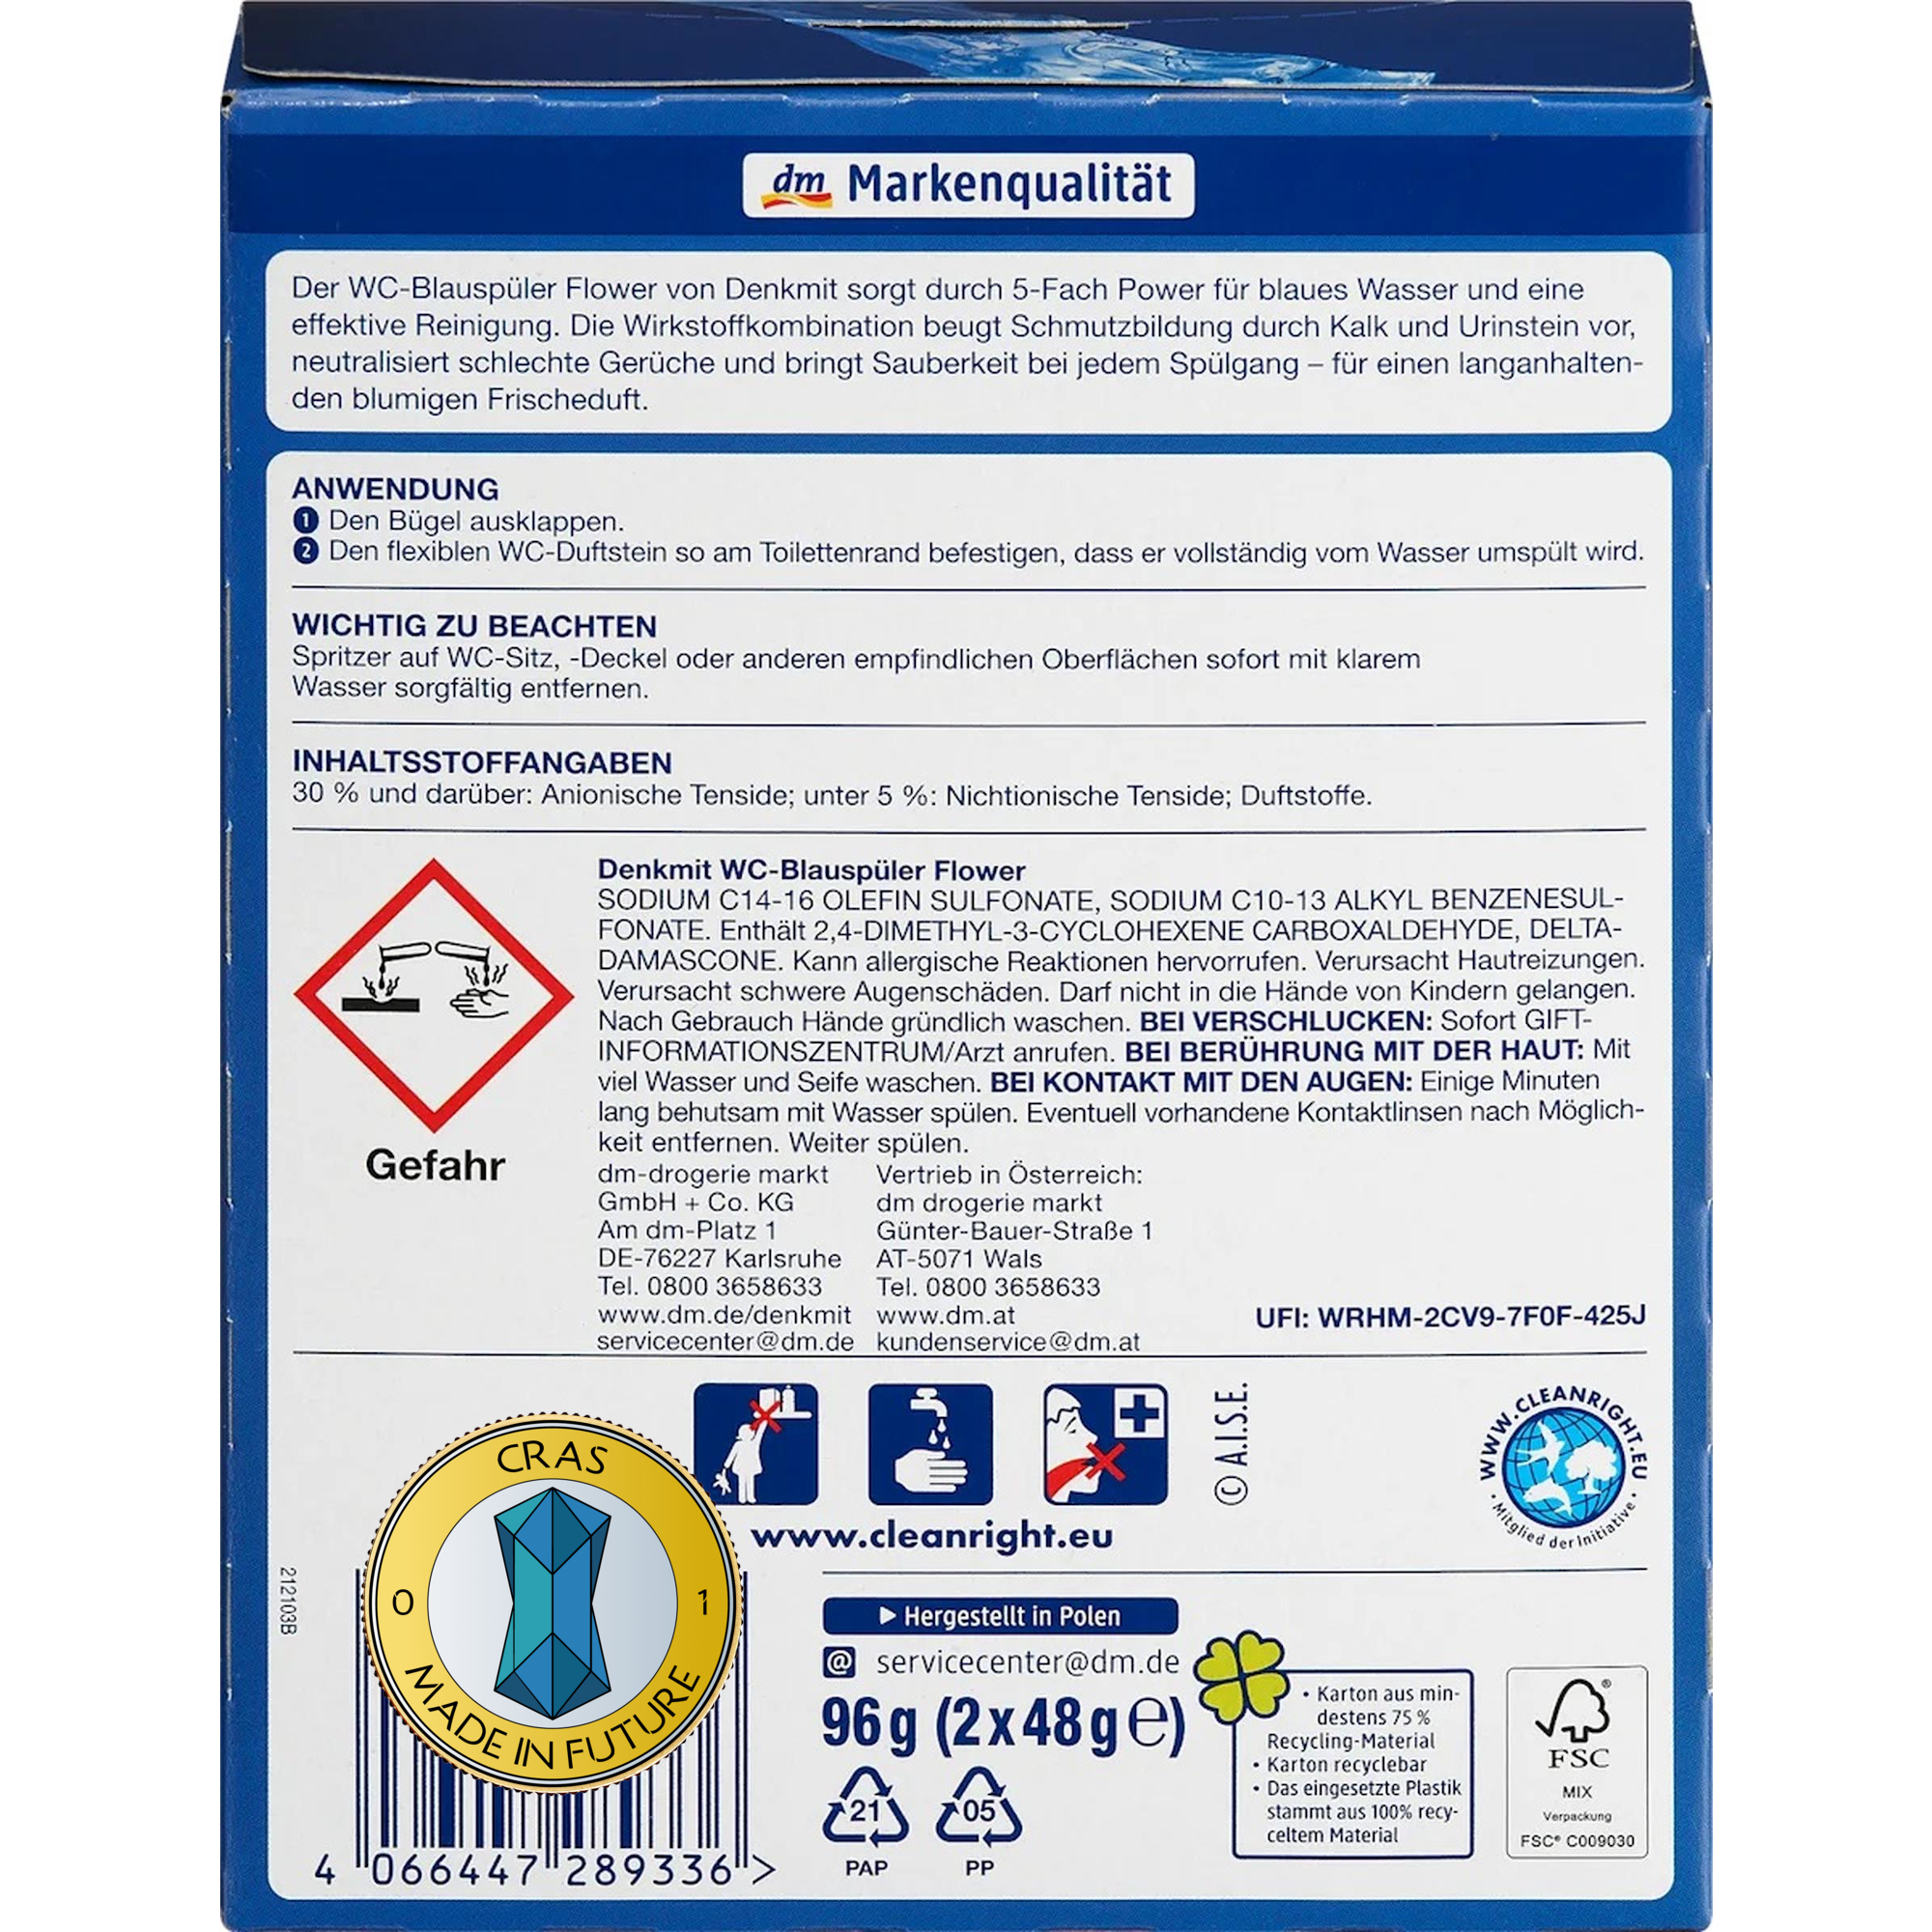 dm Markenqualität
Der WC-Blauspüler Flower von Denkmit sorgt durch 5-Fach Power für blaues Wasser und eine
effektive Reinigung. Die Wirkstoffkombination beugt Schmutzbildung durch Kalk und Urinstein vor,
neutralisiert schlechte Gerüche und bringt Sauberkeit bei jedem Spülgang – für einen langanhalten-
den blumigen Frischeduft.
ANWENDUNG
1 Den Bügel ausklappen.
2 Den flexiblen WC-Duftstein so am Toilettenrand befestigen, dass er vollständig vom Wasser umspült wird.
WICHTIG ZU BEACHTEN
Spritzer auf WC-Sitz, -Deckel oder anderen empfindlichen Oberflächen sofort mit klarem
Wasser sorgfältig entfernen.
INHALTSSTOFFANGABEN
30 % und darüber: Anionische Tenside; unter 5 %: Nichtionische Tenside; Duftstoffe.
Gefahr
Denkmit WC-Blauspüler Flower
SODIUM C14-16 OLEFIN SULFONATE, SODIUM C10-13 ALKYL BENZENESUL-
FONATE. Enthält 2,4-DIMETHYL-3-CYCLOHEXENE CARBOXALDEHYDE, DELTA-
DAMASCONE. Kann allergische Reaktionen hervorrufen. Verursacht Hautreizungen.
Verursacht schwere Augenschäden. Darf nicht in die Hände von Kindern gelangen.
Nach Gebrauch Hände gründlich waschen. BEI VERSCHLUCKEN: Sofort GIFT-
INFORMATIONSZENTRUM/Arzt anrufen. BEI BERÜHRUNG MIT DER HAUT: Mit
viel Wasser und Seife waschen. BEI KONTAKT MIT DEN AUGEN: Einige Minuten
lang behutsam mit Wasser spülen. Eventuell vorhandene Kontaktlinsen nach Möglich-
keit entfernen. Weiter spülen.
dm-drogerie markt
GmbH + Co. KG
Am dm-Platz 1
DE-76227 Karlsruhe
Tel. 0800 3658633
www.dm.de/denkmit
servicecenter@dm.de
Vertrieb in Österreich:
dm drogerie markt
Günter-Bauer-Straße 1
AT-5071 Wals
Tel. 0800 3658633
www.dm.at
kundenservice@dm.at
UFI: WRHM-2CV9-7F0F-425J
© A.I.S.E.
www.cleanright.eu
WWW.CLEANRIGHT.EU
• Mitglied der Initiative •
CRAS
0 1
MADE IN FUTURE
212103B
4 066447 289336 >
Hergestellt in Polen
@ servicecenter@dm.de
96 g (2 x 48 g ℮)
21
PAP
05
PP
• Karton aus min-
destens 75 %
Recycling-Material
• Karton recyclebar
• Das eingesetzte Plastik
stammt aus 100% recy-
celtem Material
®
FSC
MIX
Verpackung
FSC® C009030